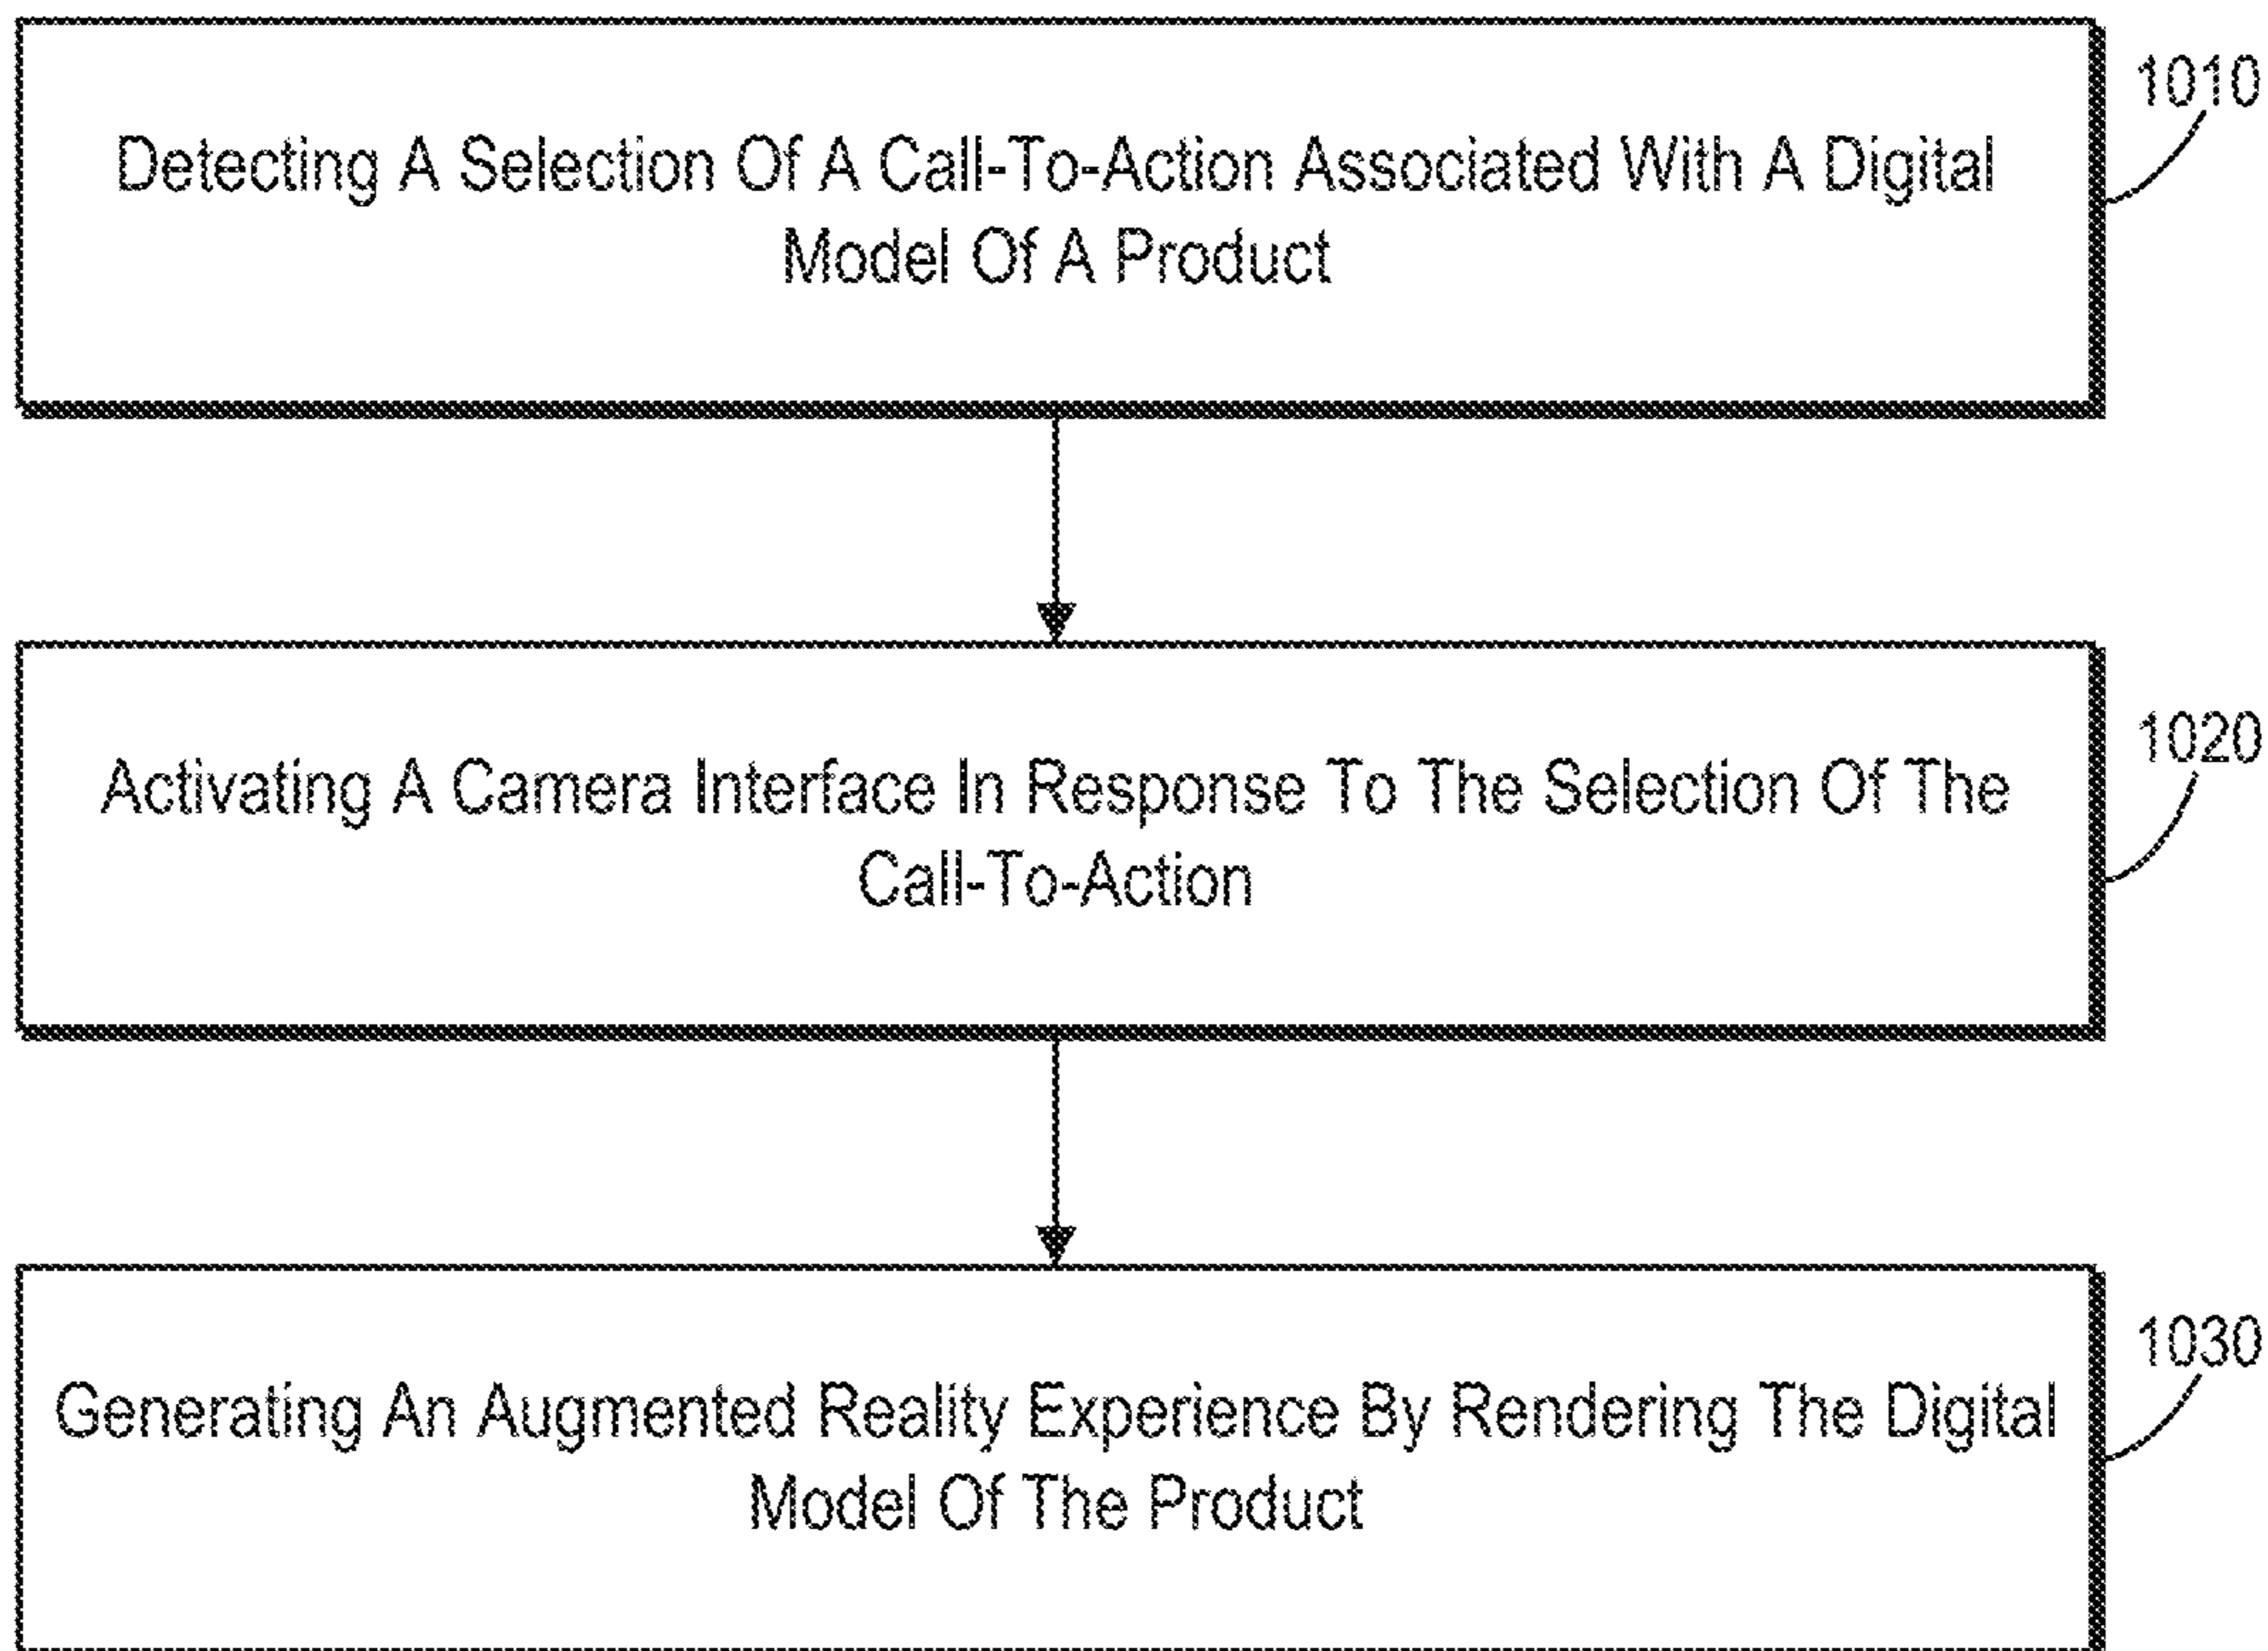 1010
Detecting A Selection Of A Call-To-Action Associated With A Digital
Model Of A Product
1020
Activating A Camera Interface In Response To The Selection Of The
Call-To-Action
1030
Generating An Augmented Reality Experience By Rendering The Digital
Model Of The Product